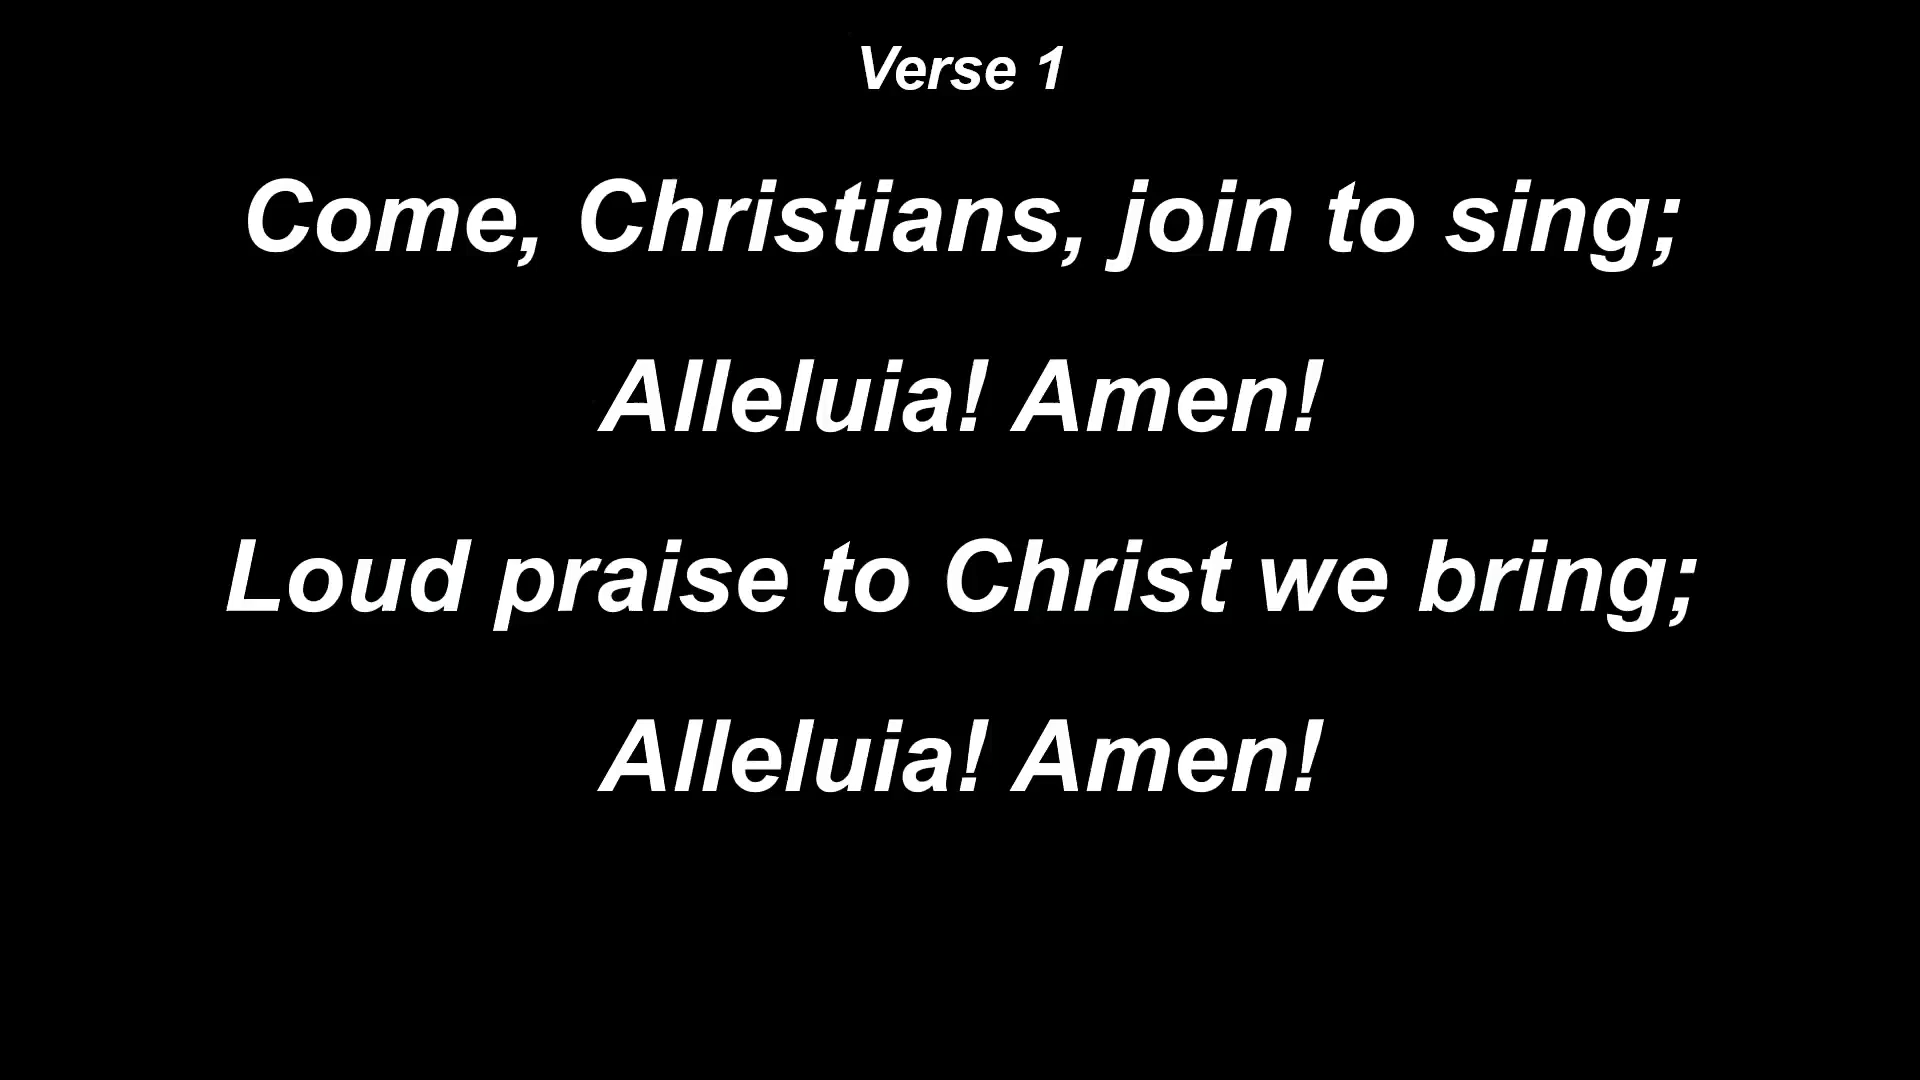 Verse 1
Come, Christians, join to sing;
Alleluia! Amen!
Loud praise to Christ we bring;
Alleluia! Amen!